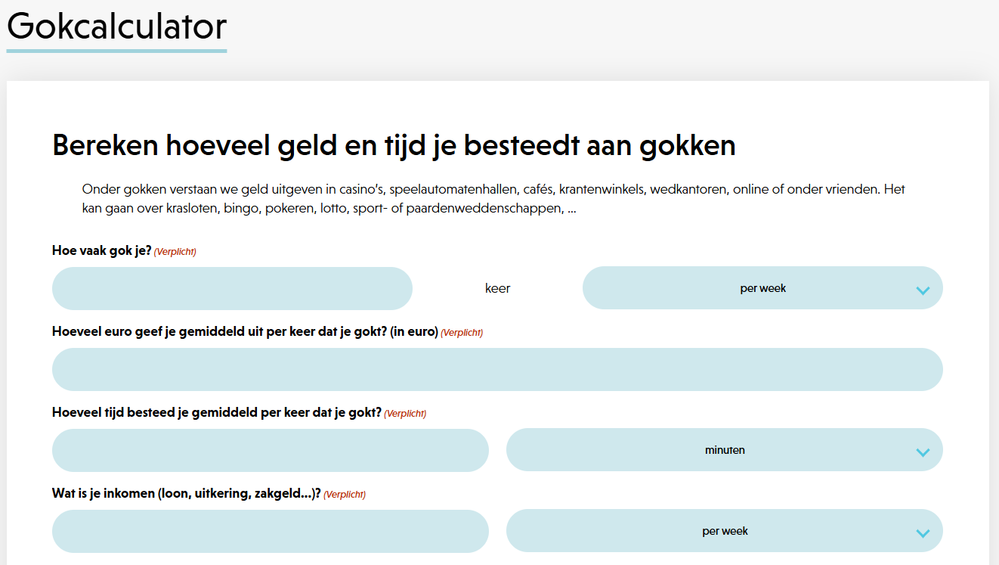 Gokcalculator
Bereken hoeveel geld en tijd je besteedt aan gokken
Onder gokken verstaan we geld uitgeven in casino's, speelautomatenhallen, cafés, krantenwinkels, wedkantoren, online of onder vrienden. Het
kan gaan over krasloten, bingo, pokeren, lotto, sport- of paardenweddenschappen, ...
Hoe vaak gok je? (Verplicht)
keer per week
Hoeveel euro geef je gemiddeld uit per keer dat je gokt? (in euro) (Verplicht)
Hoeveel tijd besteed je gemiddeld per keer dat je gokt? (Verplicht)
minuten
Wat is je inkomen (loon, uitkering, zakgeld...)? (Verplicht)
per week